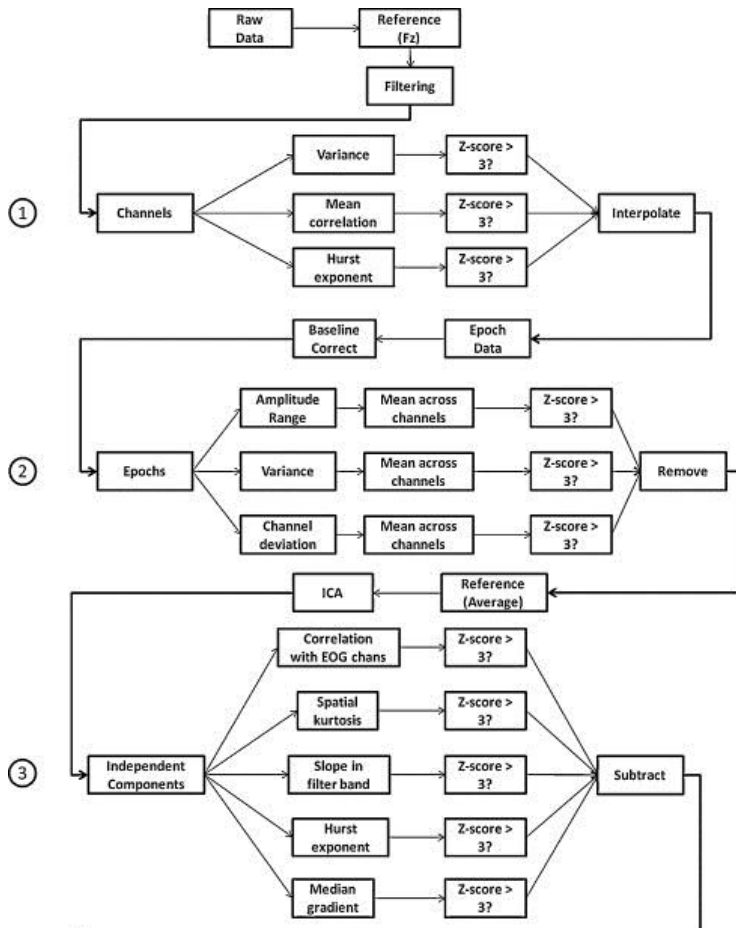 Raw
Data
Reference
(Fz)
Filtering
1
Channels
Variance
Z-score >
3?
Mean
correlation
Z-score >
3?
Hurst
exponent
Z-score >
3?
Interpolate
Baseline
Correct
Epoch
Data
2
Epochs
Amplitude
Range
Mean across
channels
Z-score >
3?
Variance
Mean across
channels
Z-score >
3?
Channel
deviation
Mean across
channels
Z-score >
3?
Remove
ICA
Reference
(Average)
3
Independent
Components
Correlation
with EOG chans
Z-score >
3?
Spatial
kurtosis
Z-score >
3?
Slope in
filter band
Z-score >
3?
Hurst
exponent
Z-score >
3?
Median
gradient
Z-score >
3?
Subtract